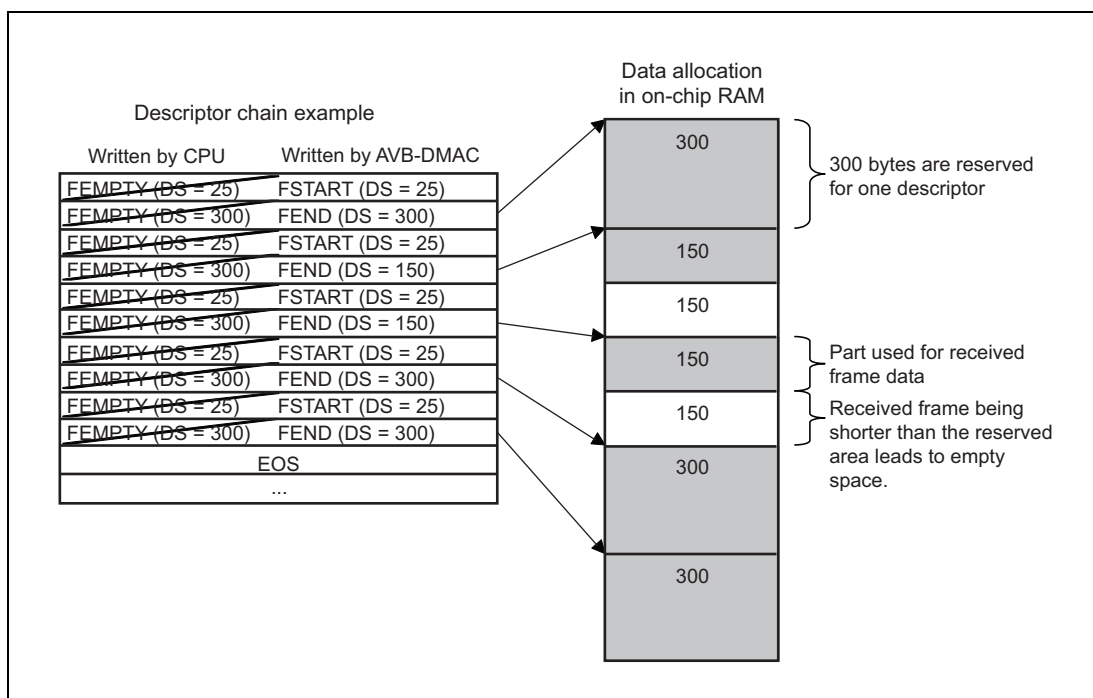 Descriptor chain example
Written by CPU Written by AVB-DMAC
FEMPTY (DS = 25) FSTART (DS = 25)
FEMPTY (DS = 300) FEND (DS = 300)
FEMPTY (DS = 25) FSTART (DS = 25)
FEMPTY (DS = 300) FEND (DS = 150)
FEMPTY (DS = 25) FSTART (DS = 25)
FEMPTY (DS = 300) FEND (DS = 150)
FEMPTY (DS = 25) FSTART (DS = 25)
FEMPTY (DS = 300) FEND (DS = 300)
FEMPTY (DS = 25) FSTART (DS = 25)
FEMPTY (DS = 300) FEND (DS = 300)
EOS
...
Data allocation
in on-chip RAM
300
150
150
150
150
300
300
300 bytes are reserved
for one descriptor
Part used for received
frame data
Received frame being
shorter than the reserved
area leads to empty
space.